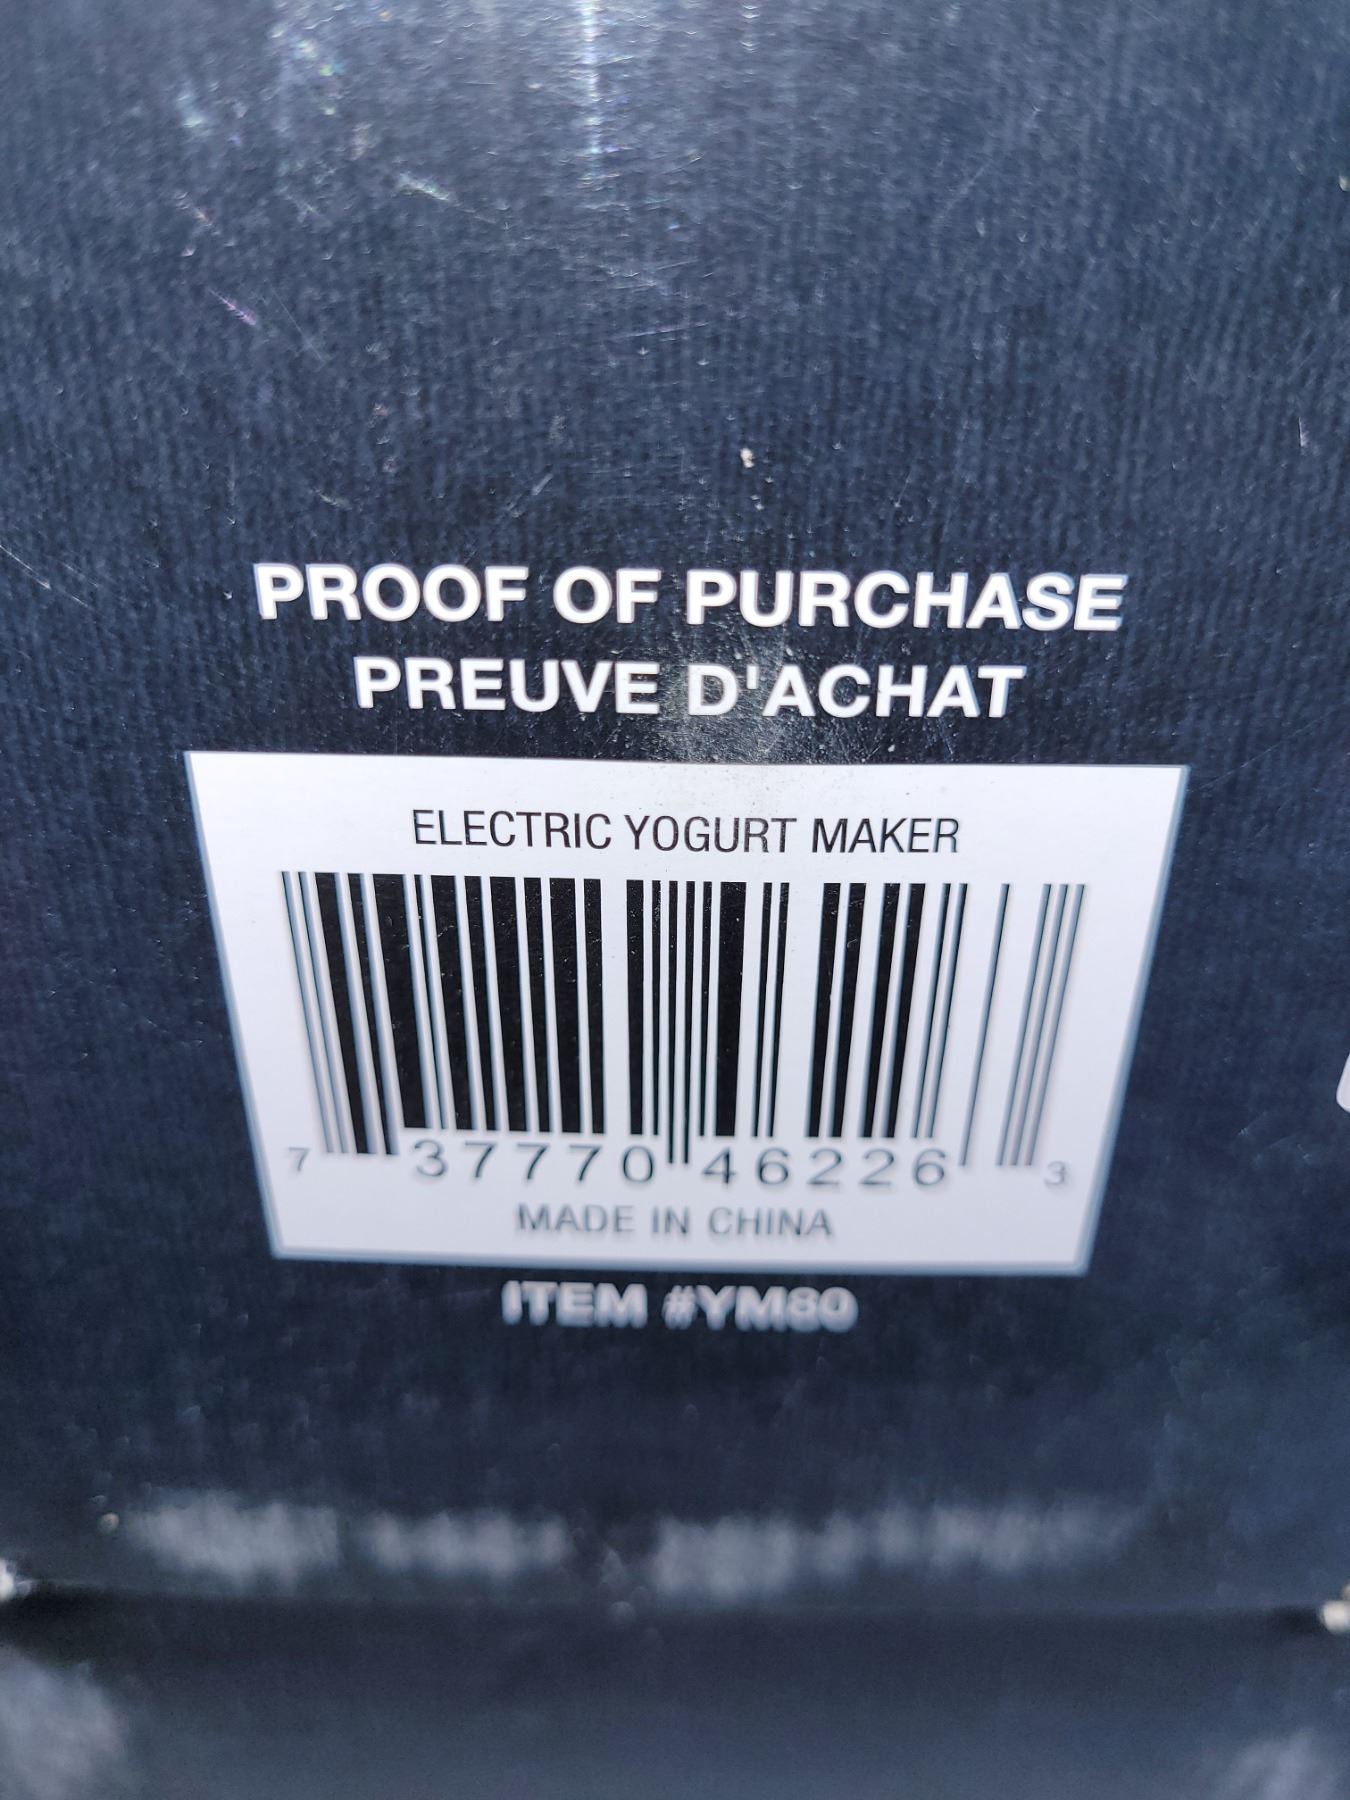 PROOF OF PURCHASE
PREUVE D'ACHAT
ELECTRIC YOGURT MAKER
7 37770 46226 3
MADE IN CHINA
ITEM #YM80